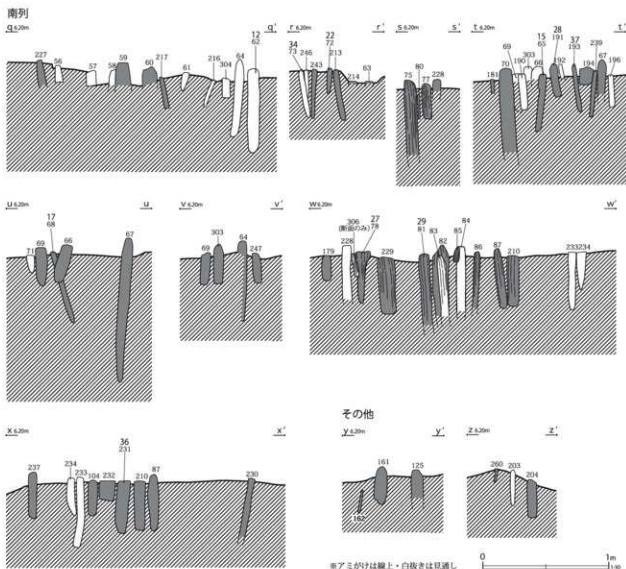 南列
q 6.20m q′
227 56 57 58 59 60 217 61 216 304 64 12 62
r 6.20m r′
34 73 246 243 22 72 213 214 63
s 6.20m s′
75 80 77 228
t 6.20m t′
181 70 69 190 303 66 15 65 28 191 192 37 193 194 239 67 196
u 6.20m u′
71 69 17 68 66 67
v 6.20m v′
69 303 64 247
w 6.20m w′
179 228 306 (断面のみ) 27 78 229 29 81 83 82 85 84 86 87 210 233 234
x 6.20m x′
237 234 233 104 232 36 231 210 87 230
その他
y 6.20m y′
162 161 125
z 6.20m z′
260 203 204
※アミがけは線上・白抜きは見通し
0 1m